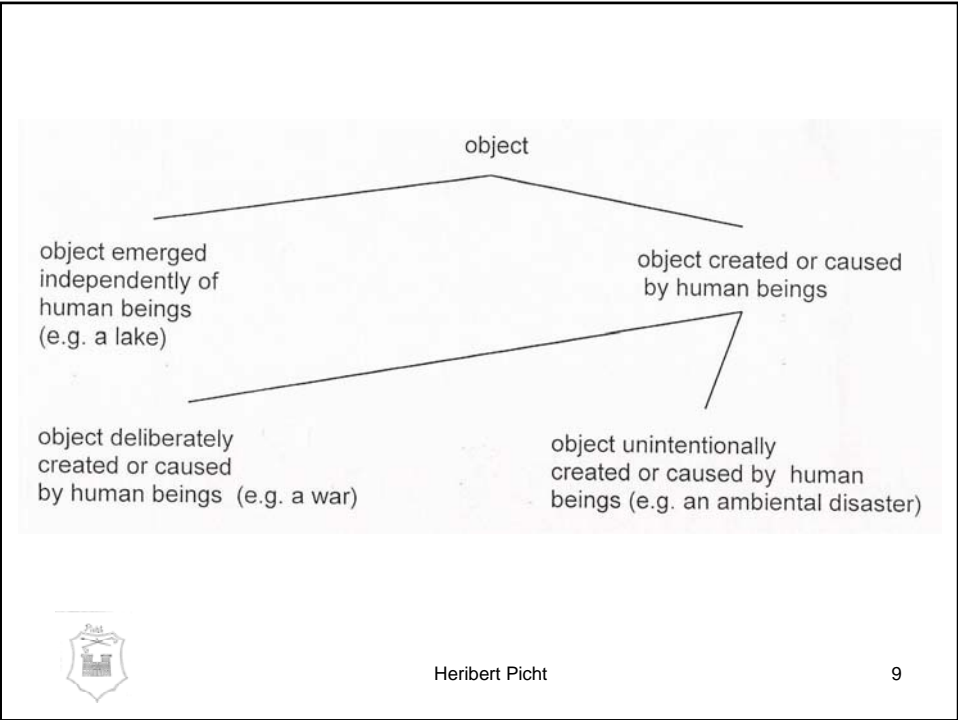 object
object emerged
independently of
human beings
(e.g. a lake)
object created or caused
by human beings
object deliberately
created or caused
by human beings (e.g. a war)
object unintentionally
created or caused by human
beings (e.g. an ambiental disaster)
Picht
Heribert Picht
9